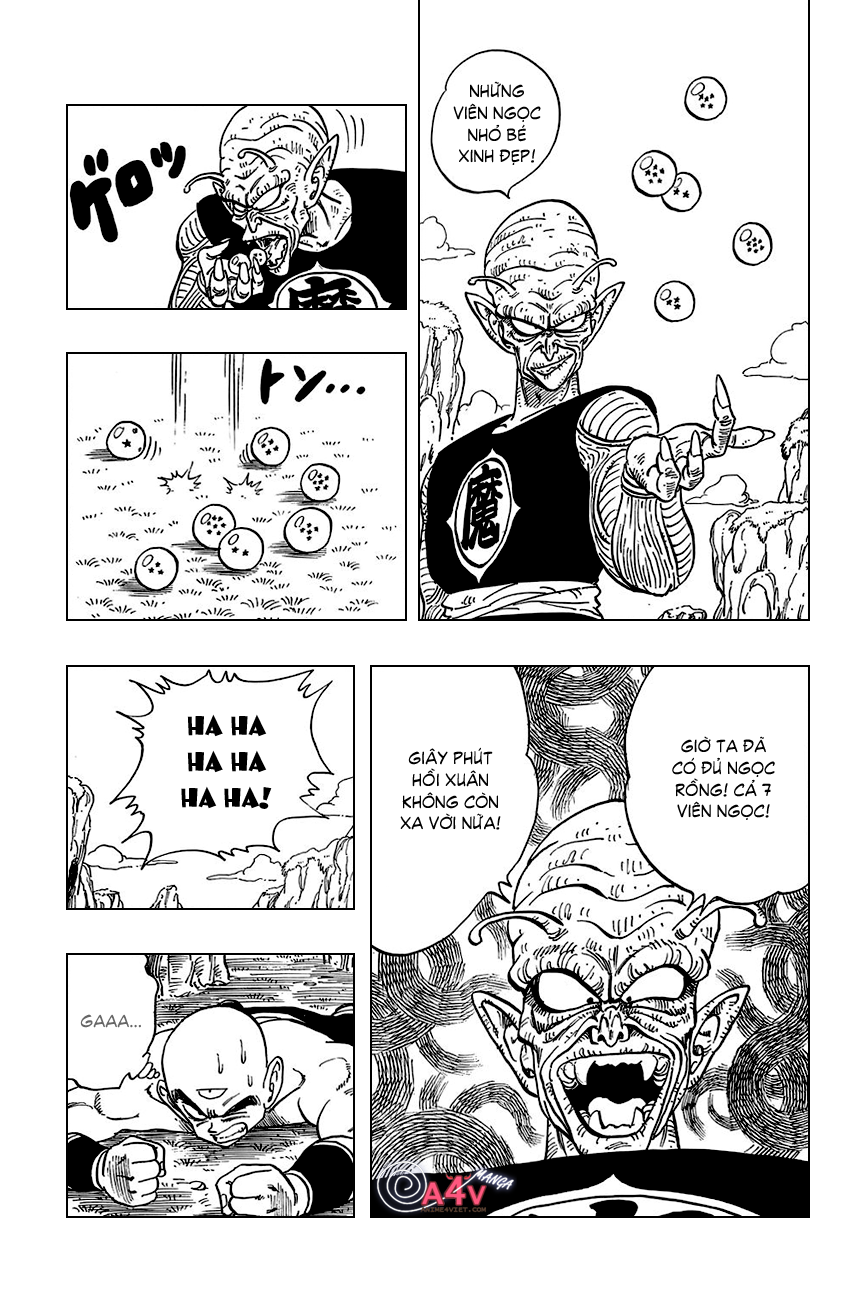 NHỮNG
VIÊN NGỌC
NHỎ BÉ
XINH ĐẸP!
ゲロッ
魔
トン…
魔
GIỜ TA ĐÃ
CÓ ĐỦ NGỌC
RỒNG! CẢ 7
VIÊN NGỌC!
GIÂY PHÚT
HỒI XUÂN
KHÔNG CÒN
XA VỜI NỮA!
HA HA
HA HA
HA HA!
GAAA...
A4V
MANGA
ANIME4VIET.COM